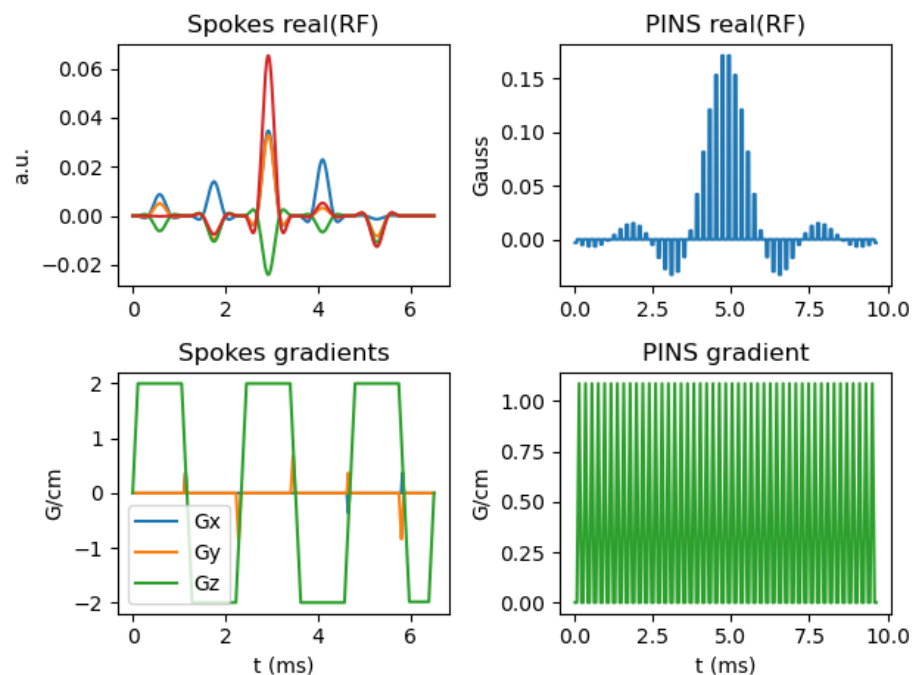 Spokes real(RF)
a.u.
0.06
0.04
0.02
0.00
−0.02
0
2
4
6
PINS real(RF)
Gauss
0.15
0.10
0.05
0.00
0.0
2.5
5.0
7.5
10.0
Spokes gradients
G/cm
2
1
0
−1
−2
Gx
Gy
Gz
0
2
4
6
t (ms)
PINS gradient
G/cm
1.00
0.75
0.50
0.25
0.00
0.0
2.5
5.0
7.5
10.0
t (ms)